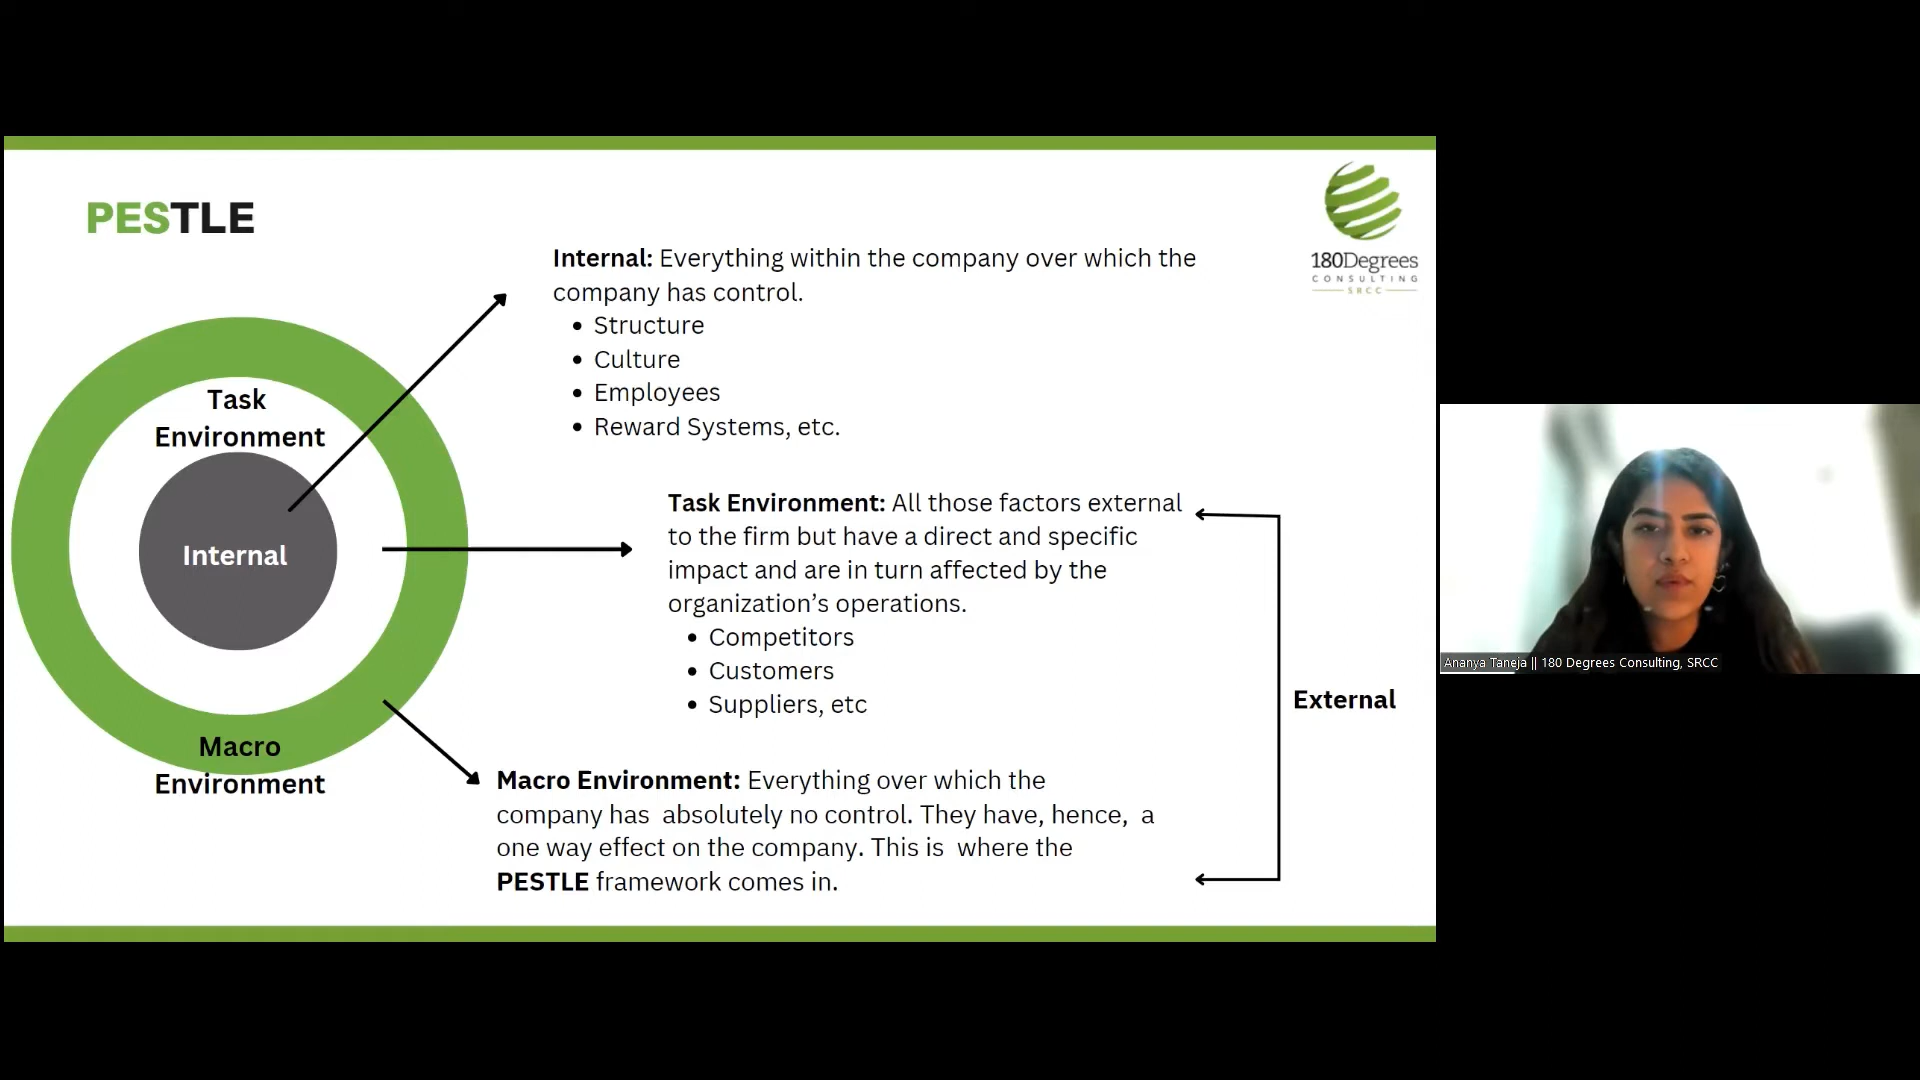 PESTLE
180Degrees
CONSULTING
SRCC
Internal: Everything within the company over which the
company has control.
• Structure
• Culture
• Employees
• Reward Systems, etc.
Task
Environment
Internal
Macro
Environment
Task Environment: All those factors external
to the firm but have a direct and specific
impact and are in turn affected by the
organization’s operations.
• Competitors
• Customers
• Suppliers, etc
External
Macro Environment: Everything over which the
company has absolutely no control. They have, hence, a
one way effect on the company. This is where the
PESTLE framework comes in.
Ananya Taneja || 180 Degrees Consulting, SRCC